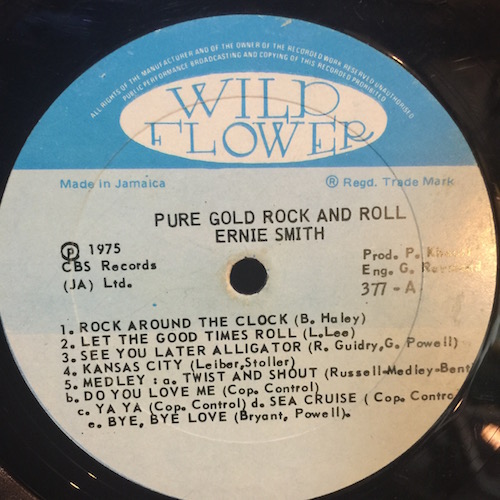 ALL RIGHTS OF THE MANUFACTURER AND OF THE OWNER OF THE RECORDED WORK RESERVED UNAUTHORISED
PUBLIC PERFORMANCE BROADCASTING AND COPYING OF THIS RECORDED PROHIBITED
WILD
FLOWER
Made in Jamaica
® Regd. Trade Mark
PURE GOLD ROCK AND ROLL
ERNIE SMITH
℗ 1975
CBS Records
(JA) Ltd.
Prod. P.
Eng. G.
377-A
1. ROCK AROUND THE CLOCK (B. Haley)
2. LET THE GOOD TIMES ROLL (L.Lee)
3. SEE YOU LATER ALLIGATOR (R. Guidry,G. Powell)
4. KANSAS CITY (Leiber,Stoller)
5. MEDLEY : a. TWIST AND SHOUT (Russell-Medley-Bent
b. DO YOU LOVE ME (Cop. Control)
c. YA YA (Cop. Control) d. SEA CRUISE ( Cop. Contro
e. BYE, BYE LOVE (Bryant, Powell).